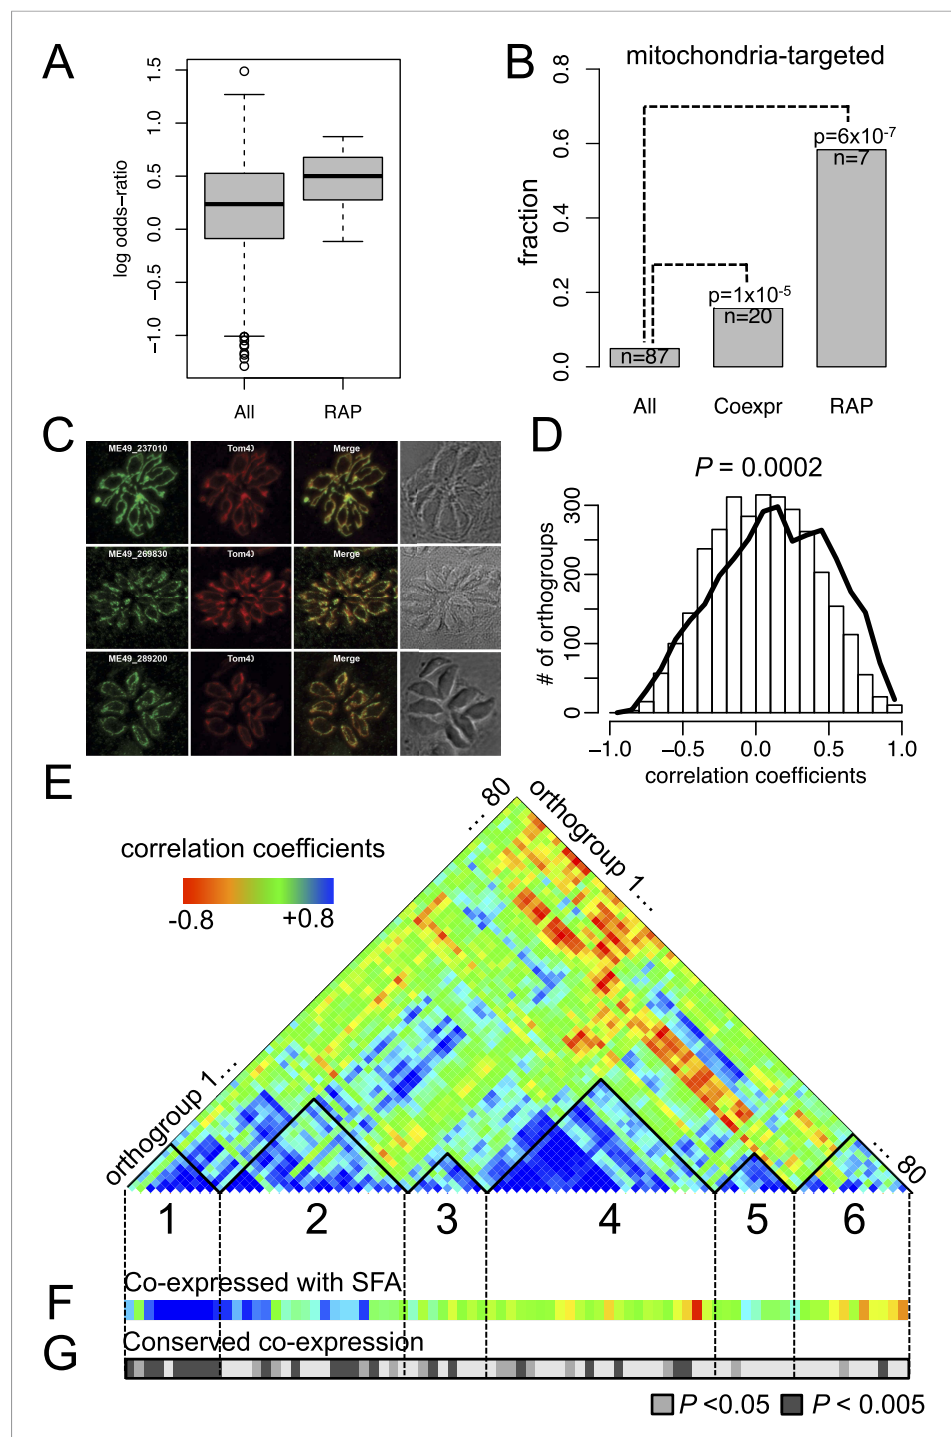 A
1.5
1.0
0.5
0.0
−0.5
−1.0
log odds−ratio
All
RAP
B
mitochondria-targeted
0.8
0.6
0.4
0.2
0.0
fraction
p=6x10-7
n=7
p=1x10-5
n=20
n=87
All
Coexpr
RAP
C
ME49_237010
Tom40
Merge
ME49_269830
Tom40
Merge
ME49_289200
Tom40
Merge
D
P = 0.0002
300
200
100
0
# of orthogroups
−1.0
−0.5
0.0
0.5
1.0
correlation coefficients
E
correlation coefficients
-0.8
+0.8
... 80
orthogroup 1...
orthogroup 1...
... 80
1
2
3
4
5
6
F
Co-expressed with SFA
G
Conserved co-expression
P <0.05
P < 0.005